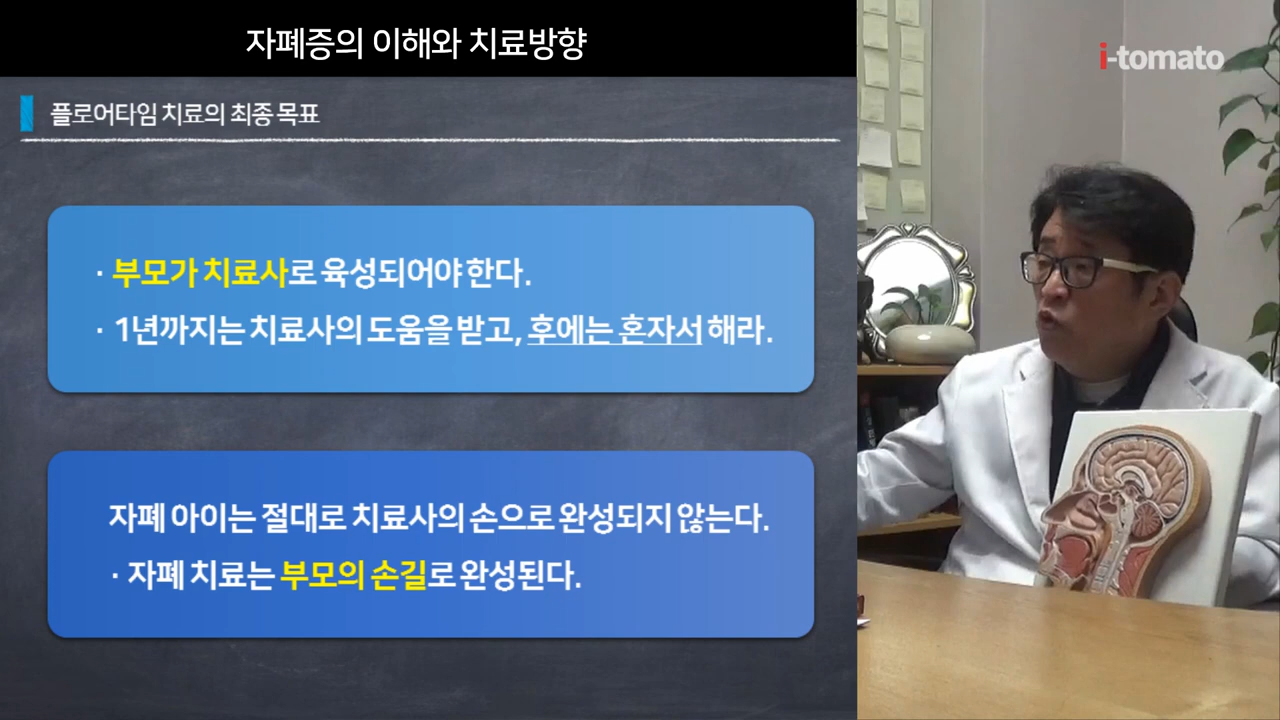 자폐증의 이해와 치료방향
i-tomato
플로어타임 치료의 최종 목표
· 부모가 치료사로 육성되어야 한다.
· 1년까지는 치료사의 도움을 받고, 후에는 혼자서 해라.
자폐 아이는 절대로 치료사의 손으로 완성되지 않는다.
· 자폐 치료는 부모의 손길로 완성된다.